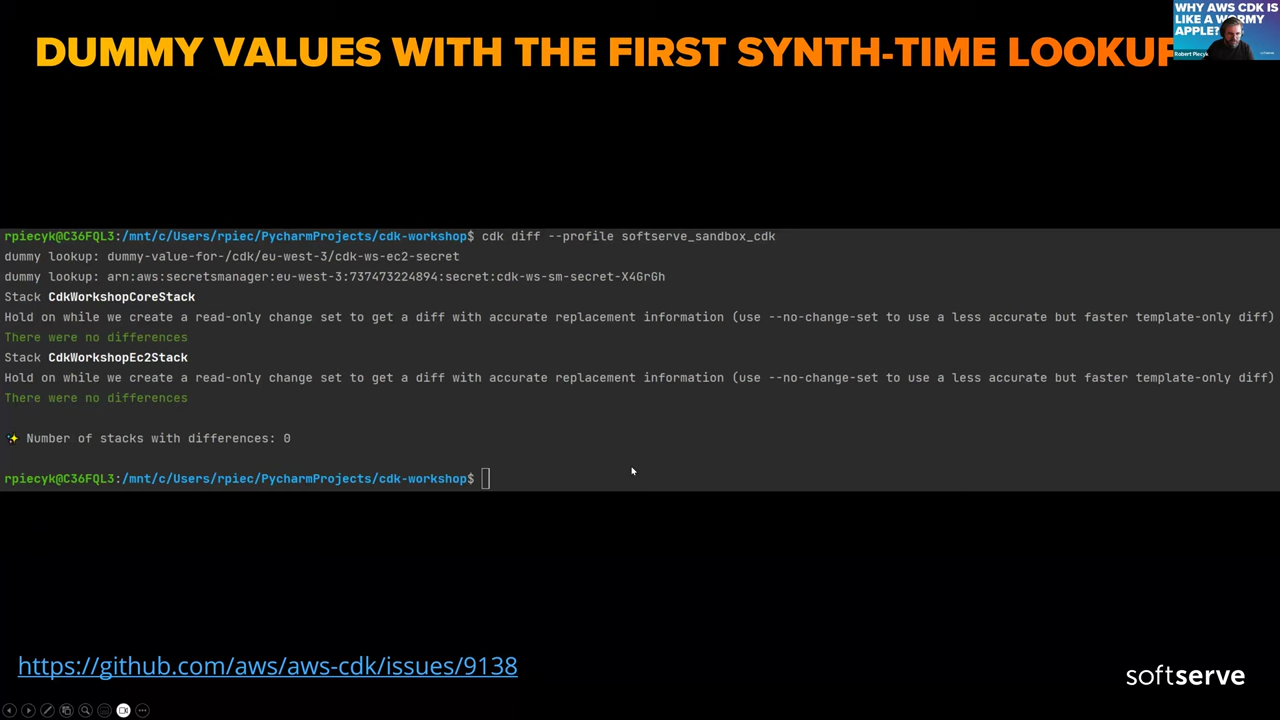 DUMMY VALUES WITH THE FIRST SYNTH-TIME LOOKUP
WHY AWS CDK IS
LIKE A WORMY
APPLE?
Robert Piecyk
rpiecyk@C36FQL3:/mnt/c/Users/rpiec/PycharmProjects/cdk-workshop$ cdk diff --profile softserve_sandbox_cdk
dummy lookup: dummy-value-for-/cdk/eu-west-3/cdk-ws-ec2-secret
dummy lookup: arn:aws:secretsmanager:eu-west-3:737473224894:secret:cdk-ws-sm-secret-X4GrGh
Stack CdkWorkshopCoreStack
Hold on while we create a read-only change set to get a diff with accurate replacement information (use --no-change-set to use a less accurate but faster template-only diff)
There were no differences
Stack CdkWorkshopEc2Stack
Hold on while we create a read-only change set to get a diff with accurate replacement information (use --no-change-set to use a less accurate but faster template-only diff)
There were no differences
✨ Number of stacks with differences: 0
rpiecyk@C36FQL3:/mnt/c/Users/rpiec/PycharmProjects/cdk-workshop$
https://github.com/aws/aws-cdk/issues/9138
softserve